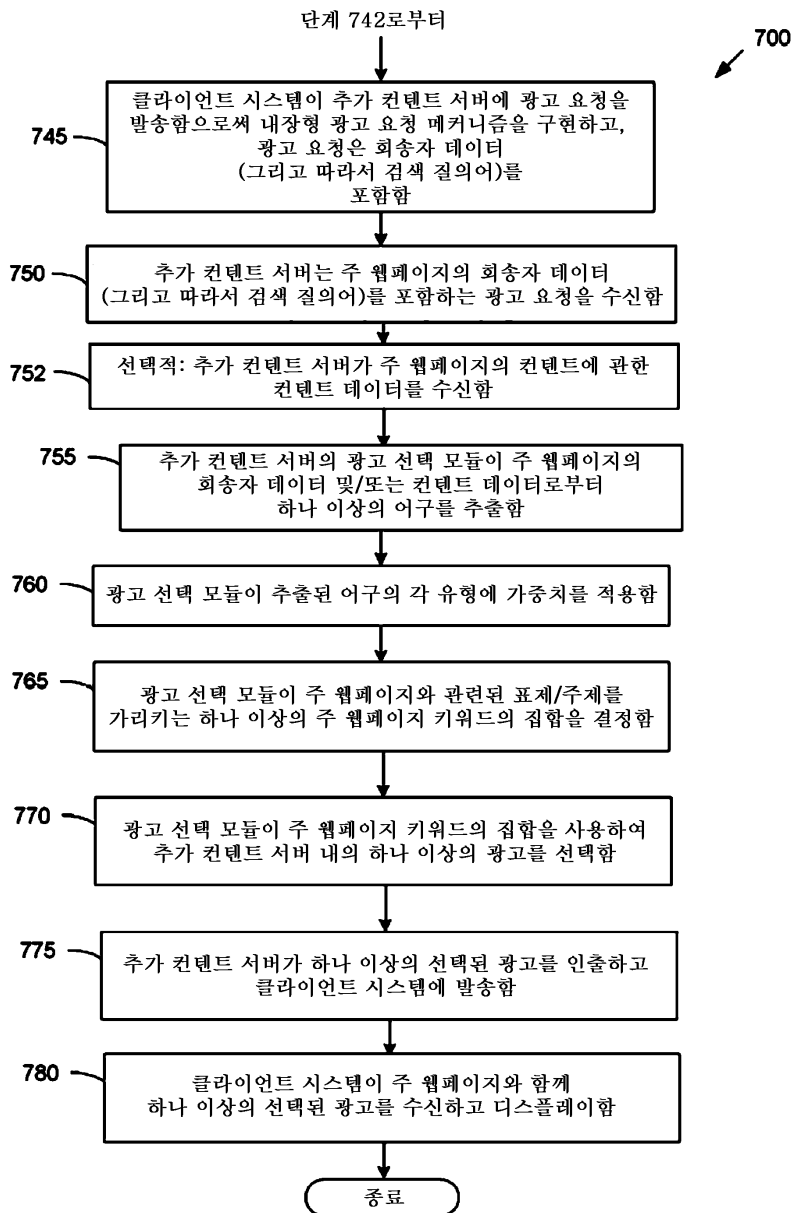 단계 742로부터
700
745
클라이언트 시스템이 추가 컨텐트 서버에 광고 요청을
발송함으로써 내장형 광고 요청 메커니즘을 구현하고,
광고 요청은 회송자 데이터
(그리고 따라서 검색 질의어)를
포함함
750
추가 컨텐트 서버는 주 웹페이지의 회송자 데이터
(그리고 따라서 검색 질의어)를 포함하는 광고 요청을 수신함
752
선택적: 추가 컨텐트 서버가 주 웹페이지의 컨텐트에 관한
컨텐트 데이터를 수신함
755
추가 컨텐트 서버의 광고 선택 모듈이 주 웹페이지의
회송자 데이터 및/또는 컨텐트 데이터로부터
하나 이상의 어구를 추출함
760
광고 선택 모듈이 추출된 어구의 각 유형에 가중치를 적용함
765
광고 선택 모듈이 주 웹페이지와 관련된 표제/주제를
가리키는 하나 이상의 주 웹페이지 키워드의 집합을 결정함
770
광고 선택 모듈이 주 웹페이지 키워드의 집합을 사용하여
추가 컨텐트 서버 내의 하나 이상의 광고를 선택함
775
추가 컨텐트 서버가 하나 이상의 선택된 광고를 인출하고
클라이언트 시스템에 발송함
780
클라이언트 시스템이 주 웹페이지와 함께
하나 이상의 선택된 광고를 수신하고 디스플레이함
종료